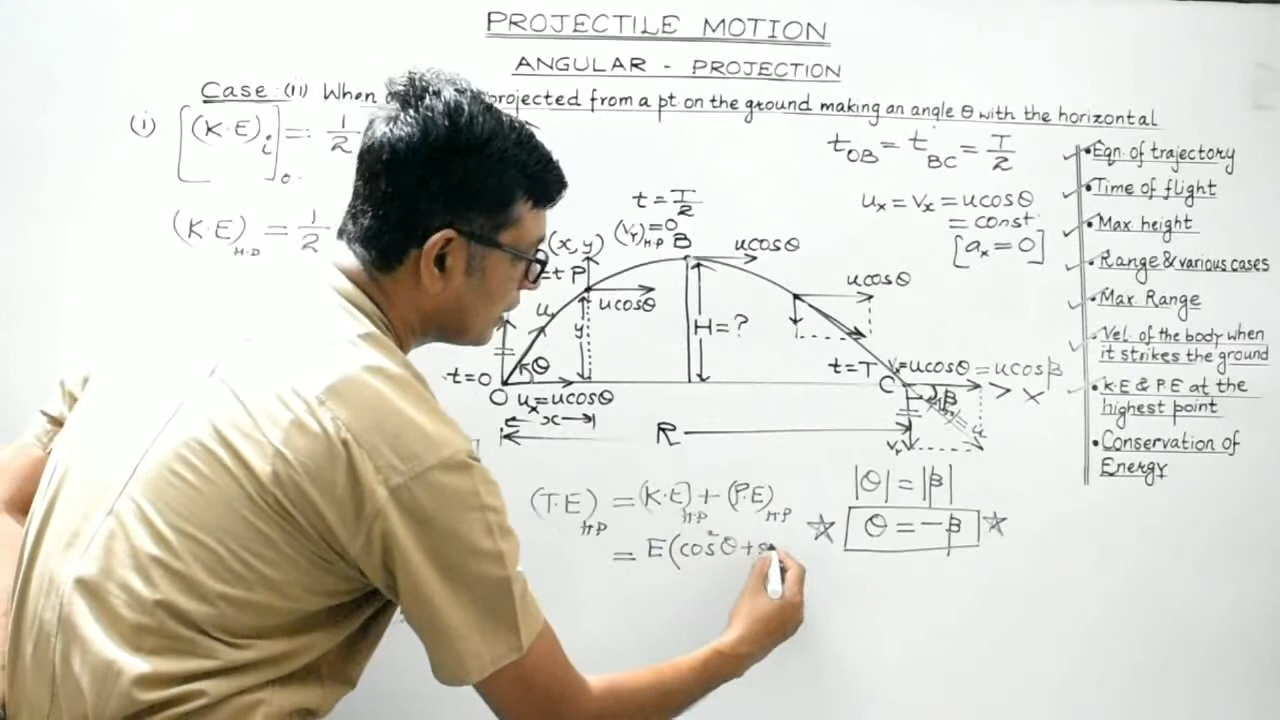 PROJECTILE MOTION
ANGULAR - PROJECTION
Case (ii) When projected from a pt. on the ground making an angle θ with the horizontal
(i) [(K·E)i]o = 1/2
(K·E)H.P = 1/2
tOB = tBC = T/2
ux = vx = ucosθ
= const.
[ax = 0]
t = T/2
(vy)H.P = 0
B
ucosθ
(x, y)
=t P
ucosθ
ucosθ
u
y
H = ?
θ
t=0
O
ux = ucosθ
x
R
t=T
C
= ucosθ = ucosβ
β
X
(T·E)H.P = (K·E)H.P + (P.E)H.P
= E(cos²θ+s
|θ| = |β|
☆ θ = -β ☆
• Eqn. of trajectory
• Time of flight
• Max height
• Range & various cases
• Max. Range
• Vel. of the body when
it strikes the ground
• K.E & P.E at the
highest point
• Conservation of
Energy